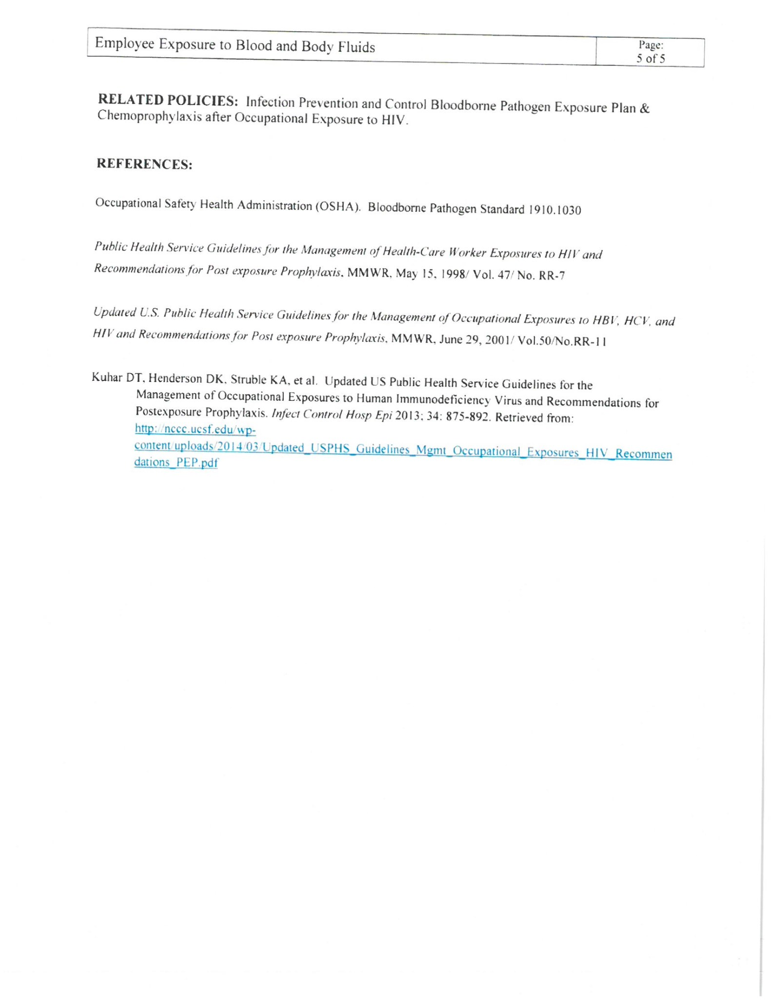 Employee Exposure to Blood and Body Fluids
Page:
5 of 5
RELATED POLICIES: Infection Prevention and Control Bloodborne Pathogen Exposure Plan &
Chemoprophylaxis after Occupational Exposure to HIV.
REFERENCES:
Occupational Safety Health Administration (OSHA). Bloodborne Pathogen Standard 1910.1030
Public Health Service Guidelines for the Management of Health-Care Worker Exposures to HIV and
Recommendations for Post exposure Prophylaxis, MMWR, May 15, 1998/ Vol. 47/ No. RR-7
Updated U.S. Public Health Service Guidelines for the Management of Occupational Exposures to HBV, HCV, and
HIV and Recommendations for Post exposure Prophylaxis, MMWR, June 29, 2001/ Vol.50/No.RR-11
Kuhar DT, Henderson DK, Struble KA, et al. Updated US Public Health Service Guidelines for the
Management of Occupational Exposures to Human Immunodeficiency Virus and Recommendations for
Postexposure Prophylaxis. Infect Control Hosp Epi 2013; 34: 875-892. Retrieved from:
http://nccc.ucsf.edu/wp-
content/uploads/2014/03/Updated_USPHS_Guidelines_Mgmt_Occupational_Exposures_HIV_Recommen
dations_PEP.pdf